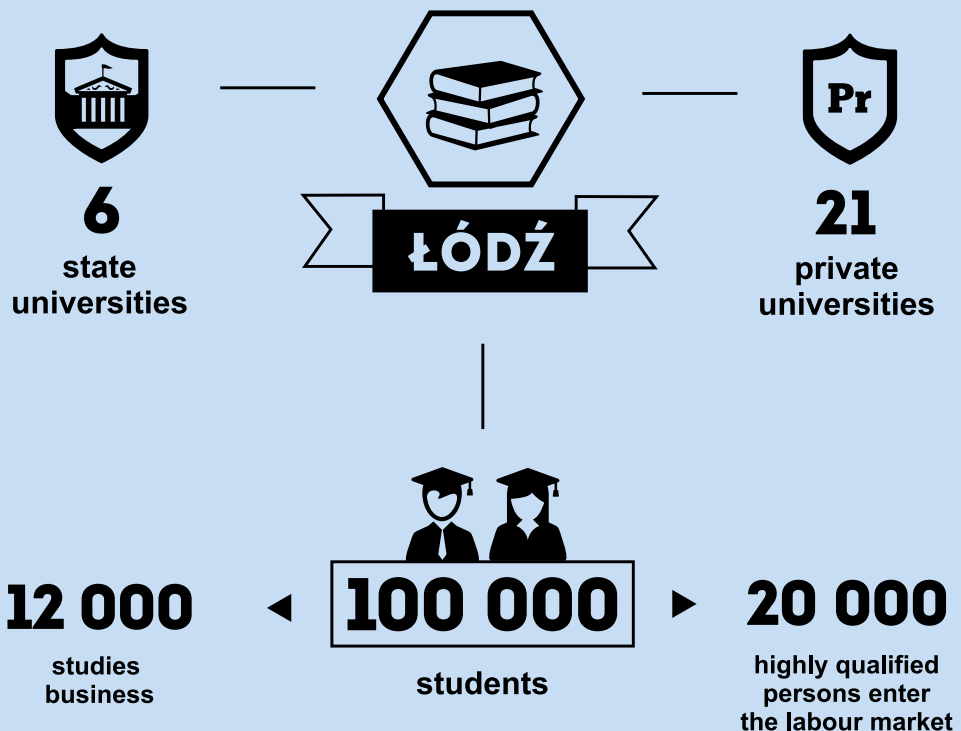 Pr
ŁÓDŹ
6
state
universities
21
private
universities
12 000
studies
business
100 000
students
20 000
highly qualified
persons enter
the labour market